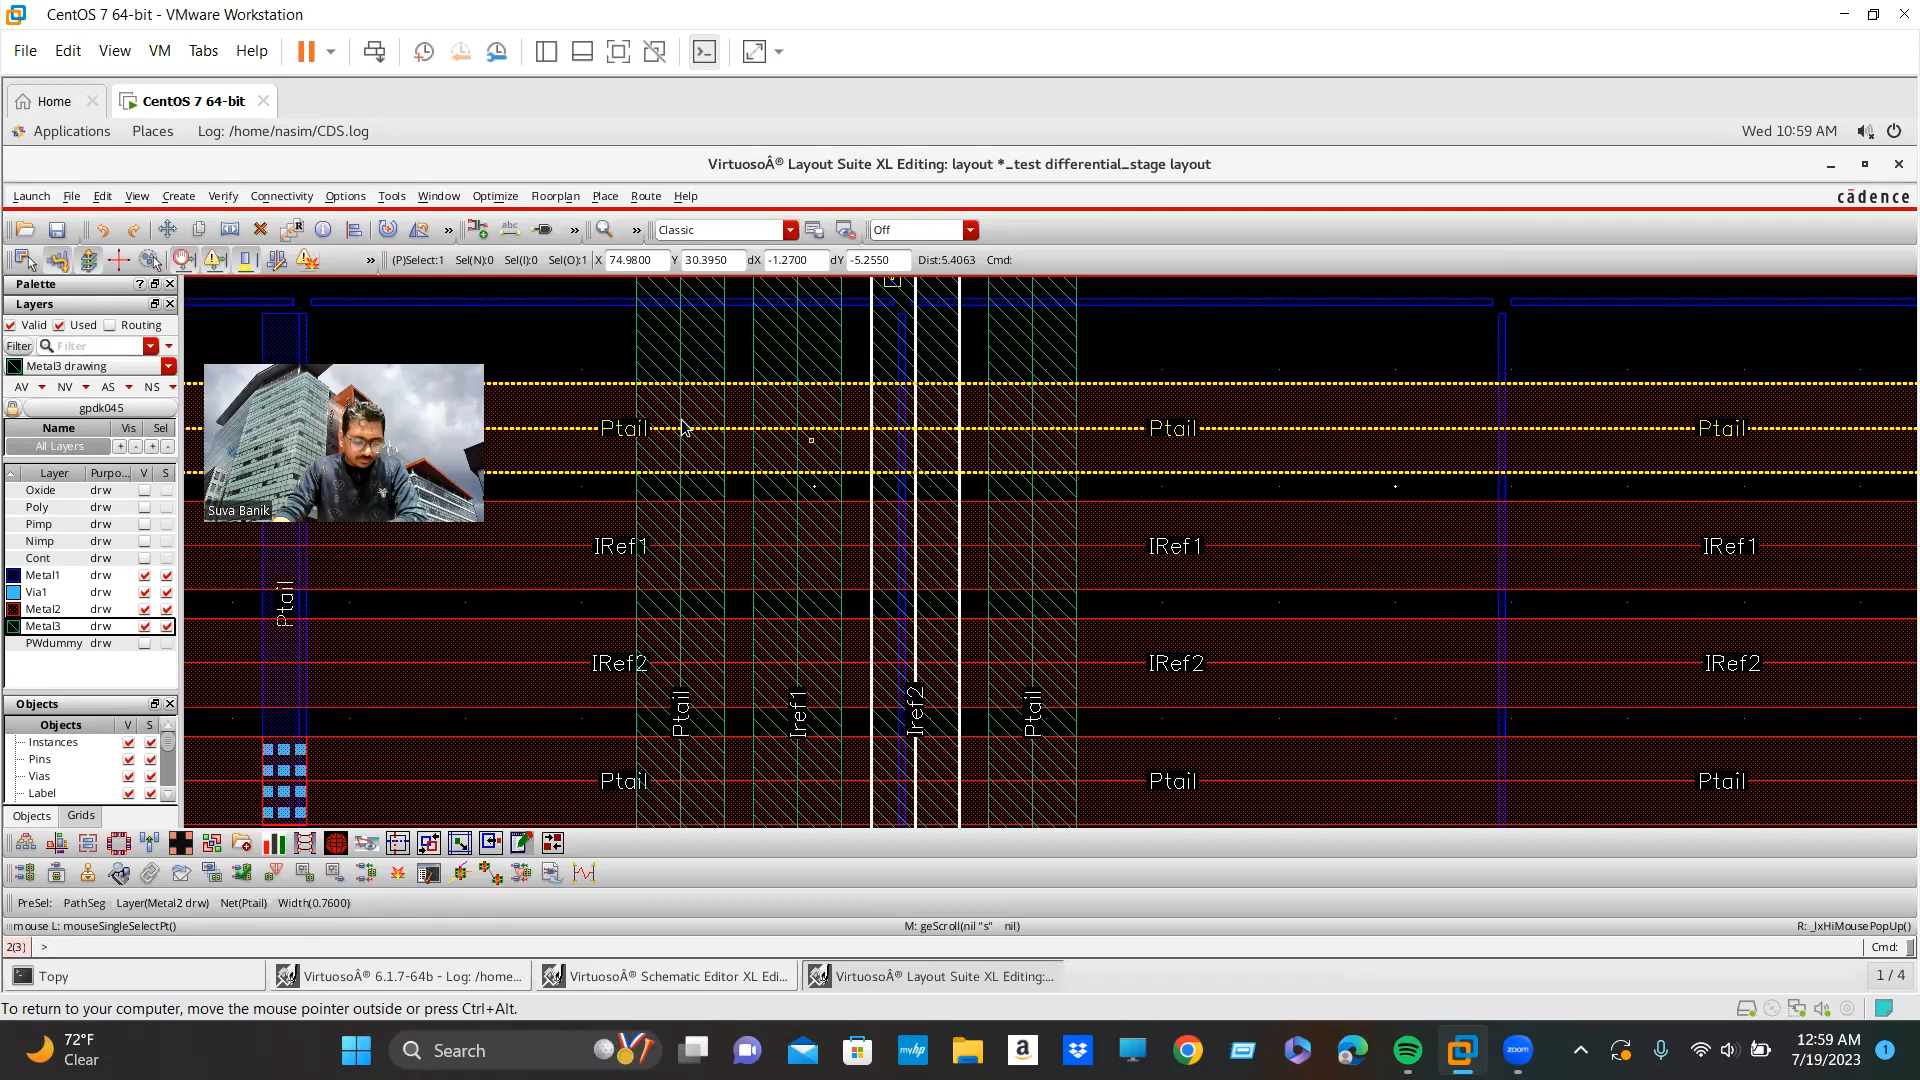 CentOS 7 64-bit - VMware Workstation
File Edit View VM Tabs Help
Home CentOS 7 64-bit
Applications Places Log: /home/nasim/CDS.log Wed 10:59 AM
VirtuosoÂ® Layout Suite XL Editing: layout *_test differential_stage layout
Launch File Edit View Create Verify Connectivity Options Tools Window Optimize Floorplan Place Route Help cādence
» » » Classic Off
» (P)Select:1 Sel(N):0 Sel(I):0 Sel(O):1 X 74.9800 Y 30.3950 dX -1.2700 dY -5.2550 Dist:5.4063 Cmd:
Palette
Layers
Valid Used Routing
Filter Filter
Metal3 drawing
AV NV AS NS
gpdk045
Name Vis Sel
All Layers + - + -
Layer Purpo... V S
Oxide drw
Poly drw
Pimp drw
Nimp drw
Cont drw
Metal1 drw
Via1 drw
Metal2 drw
Metal3 drw
PWdummy drw
Objects
Objects V S
Instances
Pins
Vias
Label
Objects Grids
Suva Banik
Ptail Ptail Ptail
IRef1 IRef1 IRef1
Ptail
IRef2 IRef2 IRef2
Ptail Iref1 Iref2 Ptail
Ptail Ptail Ptail
PreSel: PathSeg Layer(Metal2 drw) Net(Ptail) Width(0.7600)
mouse L: mouseSingleSelectPt() M: geScroll(nil "s" nil) R: _lxHiMousePopUp()
2(3) > Cmd:
Topy VirtuosoÂ® 6.1.7-64b - Log: /home... VirtuosoÂ® Schematic Editor XL Edi... VirtuosoÂ® Layout Suite XL Editing:... 1 / 4
To return to your computer, move the mouse pointer outside or press Ctrl+Alt.
72°F
Clear
Search
myhp
a
zoom
12:59 AM
7/19/2023
1